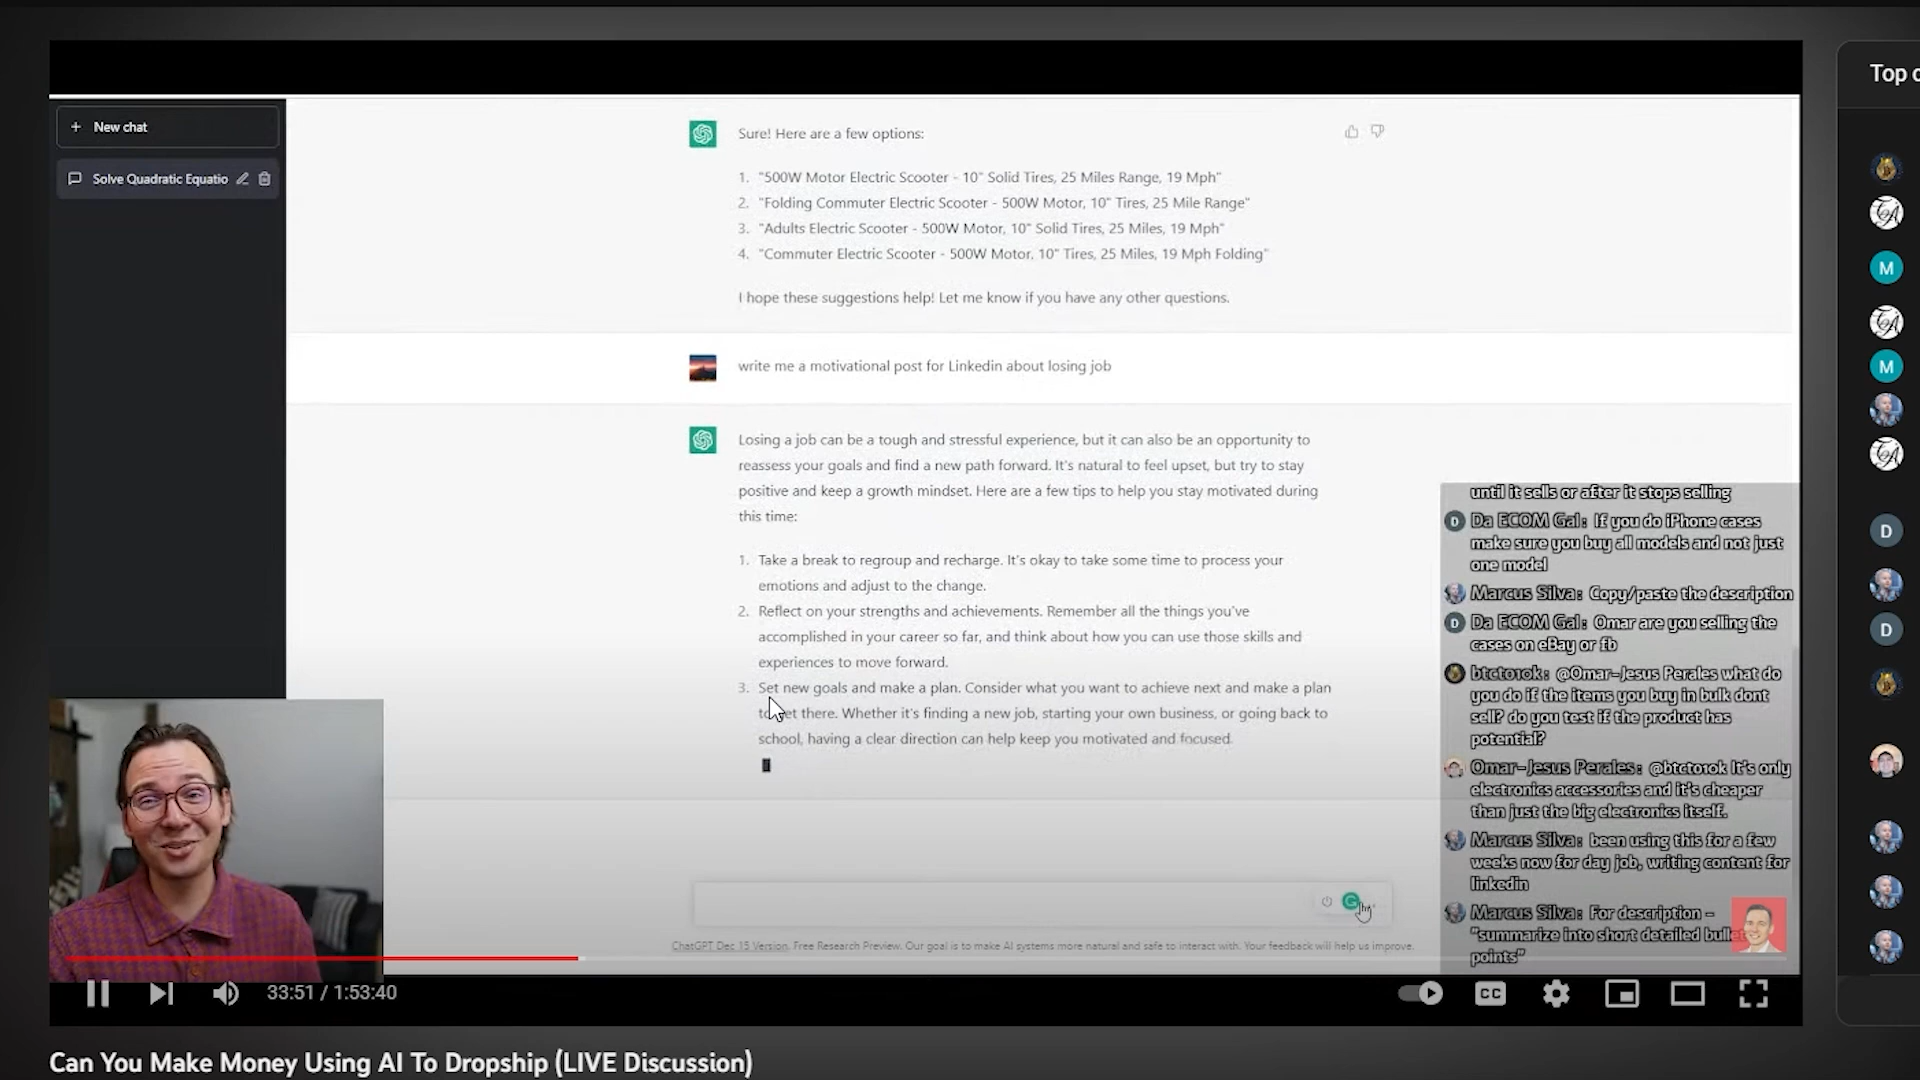 Top
+ New chat
Solve Quadratic Equatio
Sure! Here are a few options:
1. "500W Motor Electric Scooter - 10" Solid Tires, 25 Miles Range, 19 Mph"
2. "Folding Commuter Electric Scooter - 500W Motor, 10" Tires, 25 Mile Range"
3. "Adults Electric Scooter - 500W Motor, 10" Solid Tires, 25 Miles, 19 Mph"
4. "Commuter Electric Scooter - 500W Motor, 10" Tires, 25 Miles, 19 Mph Folding"
I hope these suggestions help! Let me know if you have any other questions.
write me a motivational post for Linkedin about losing job
Losing a job can be a tough and stressful experience, but it can also be an opportunity to
reassess your goals and find a new path forward. It's natural to feel upset, but try to stay
positive and keep a growth mindset. Here are a few tips to help you stay motivated during
this time:
1. Take a break to regroup and recharge. It's okay to take some time to process your
emotions and adjust to the change.
2. Reflect on your strengths and achievements. Remember all the things you've
accomplished in your career so far, and think about how you can use those skills and
experiences to move forward.
3. Set new goals and make a plan. Consider what you want to achieve next and make a plan
to get there. Whether it's finding a new job, starting your own business, or going back to
school, having a clear direction can help keep you motivated and focused.
ChatGPT Dec 15 Version. Free Research Preview. Our goal is to make AI systems more natural and safe to interact with. Your feedback will help us improve.
until it sells or after it stops selling
D Da ECOM Gal: If you do iPhone cases
make sure you buy all models and not just
one model
Marcus Silva: Copy/paste the description
D Da ECOM Gal: Omar are you selling the
cases on eBay or fb
btcto10k: @Omar-Jesus Perales what do
you do if the items you buy in bulk dont
sell? do you test if the product has
potential?
Omar-Jesus Perales: @btcto10k It's only
electronics accessories and it's cheaper
than just the big electronics itself.
Marcus Silva: been using this for a few
weeks now for day job, writing content for
linkedin
Marcus Silva: For description -
"summarize into short detailed bullet
points"
M
M
D
D
33:51 / 1:53:40
CC
Can You Make Money Using AI To Dropship (LIVE Discussion)